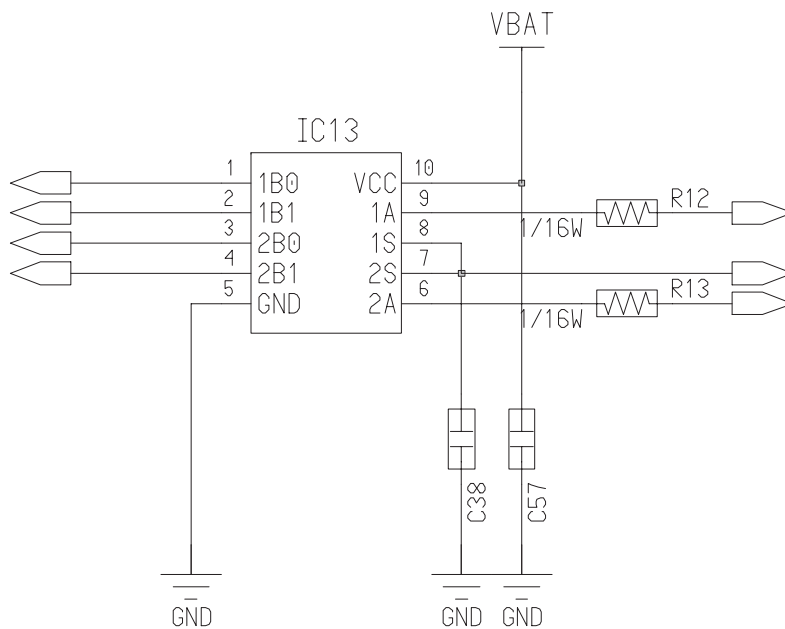 VBAT
IC13
1 1B0 VCC 10
2 1B1 1A 9 1/16W R12
3 2B0 1S 8
4 2B1 2S 7
5 GND 2A 6 1/16W R13
C38 C57
GND GND GND